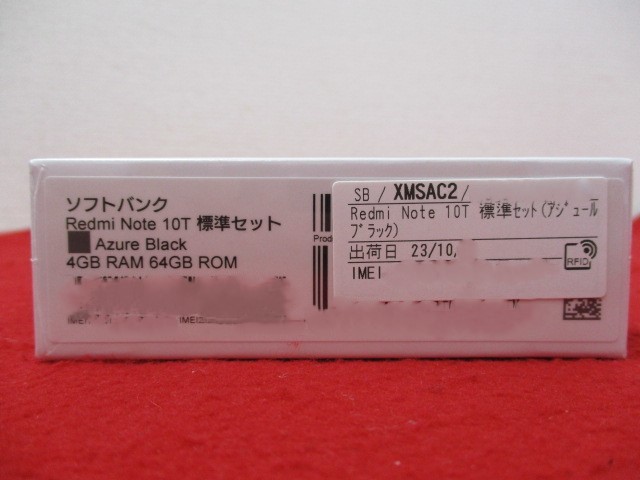 ソフトバンク
Redmi Note 10T 標準セット
Azure Black
4GB RAM 64GB ROM
IMEI
Prod
SB / XMSAC2/
Redmi Note 10T 標準セット(アジュール
ブラック)
出荷日 23/10,
IMEI
RFID